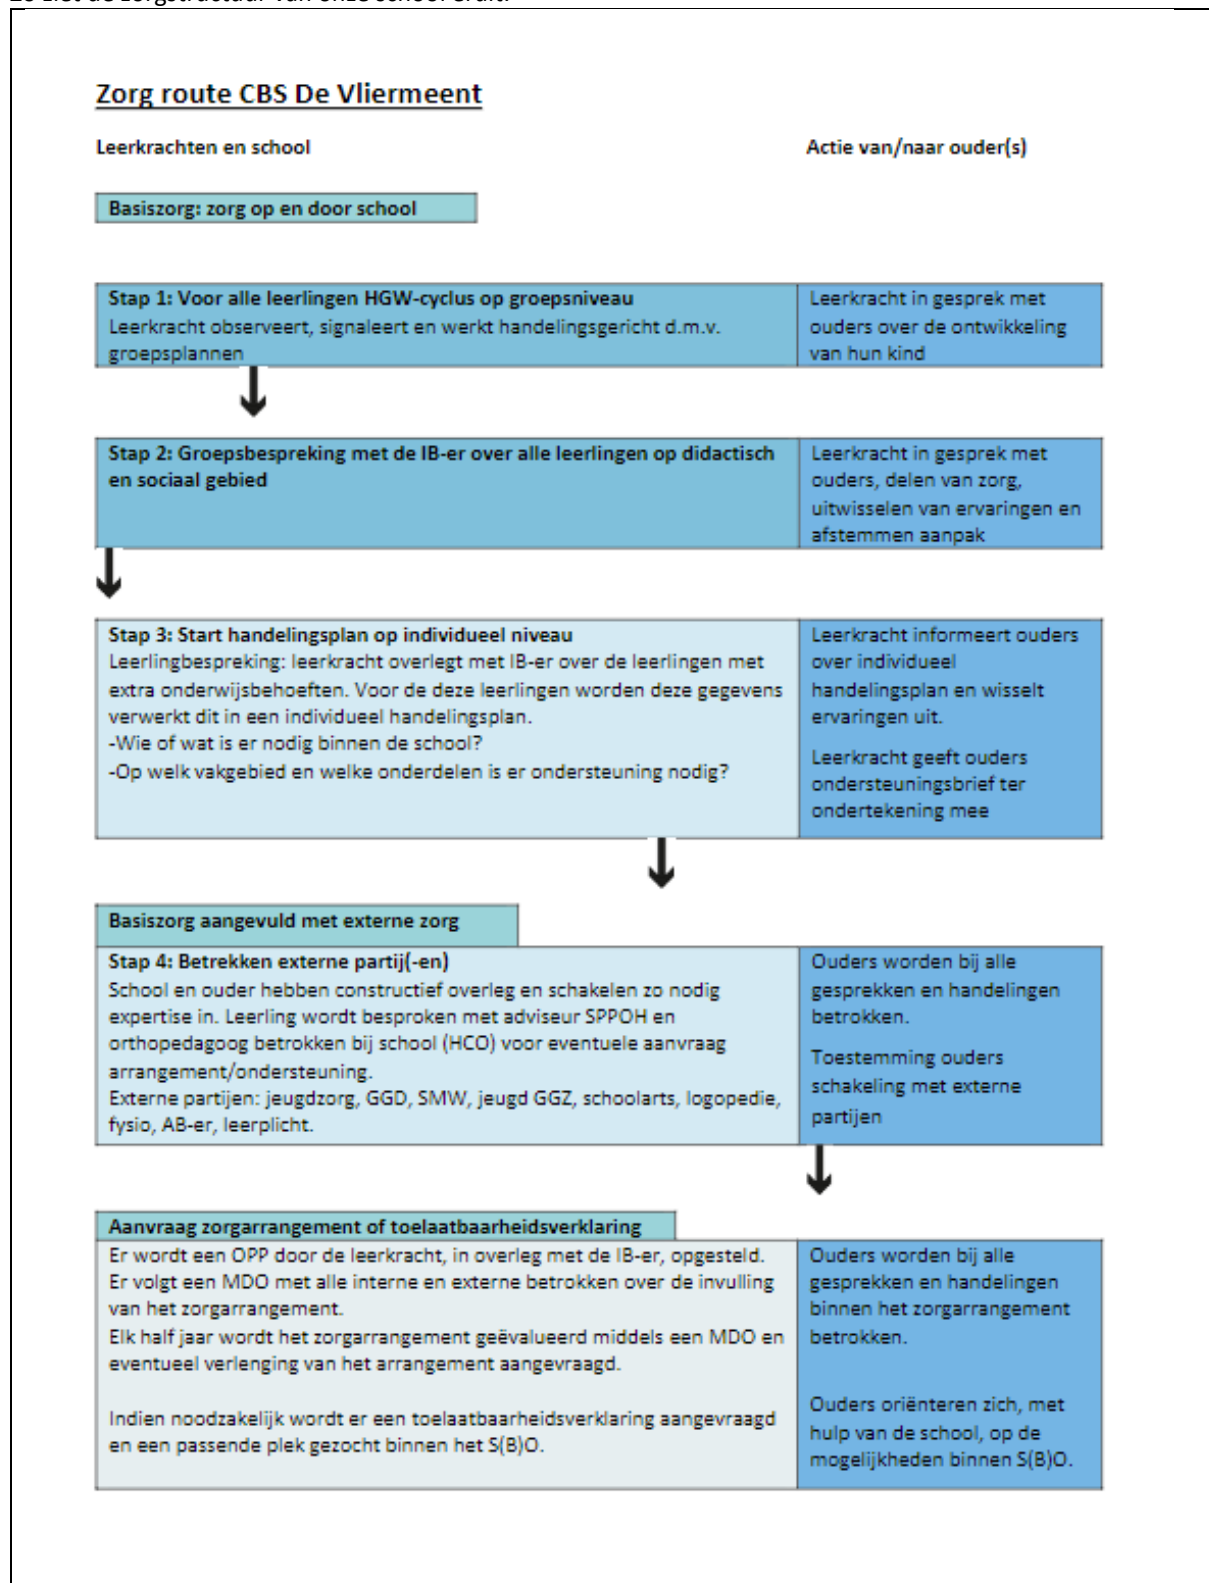 Zo ziet de zorgstructuur van onze school eruit:
Zorg route CBS De Vliermeent
Leerkrachten en school
Actie van/naar ouder(s)
Basiszorg: zorg op en door school
Stap 1: Voor alle leerlingen HGW-cyclus op groepsniveau
Leerkracht observeert, signaleert en werkt handelingsgericht d.m.v.
groepsplannen
Leerkracht in gesprek met
ouders over de ontwikkeling
van hun kind
Stap 2: Groepsbespreking met de IB-er over alle leerlingen op didactisch
en sociaal gebied
Leerkracht in gesprek met
ouders, delen van zorg,
uitwisselen van ervaringen en
afstemmen aanpak
Stap 3: Start handelingsplan op individueel niveau
Leerlingbespreking: leerkracht overlegt met IB-er over de leerlingen met
extra onderwijsbehoeften. Voor de deze leerlingen worden deze gegevens
verwerkt dit in een individueel handelingsplan.
-Wie of wat is er nodig binnen de school?
-Op welk vakgebied en welke onderdelen is er ondersteuning nodig?
Leerkracht informeert ouders
over individueel
handelingsplan en wisselt
ervaringen uit.
Leerkracht geeft ouders
ondersteuningsbrief ter
ondertekening mee
Basiszorg aangevuld met externe zorg
Stap 4: Betrekken externe partij(-en)
School en ouder hebben constructief overleg en schakelen zo nodig
expertise in. Leerling wordt besproken met adviseur SPPOH en
orthopedagoog betrokken bij school (HCO) voor eventuele aanvraag
arrangement/ondersteuning.
Externe partijen: jeugdzorg, GGD, SMW, jeugd GGZ, schoolarts, logopedie,
fysio, AB-er, leerplicht.
Ouders worden bij alle
gesprekken en handelingen
betrokken.
Toestemming ouders
schakeling met externe
partijen
Aanvraag zorgarrangement of toelaatbaarheidsverklaring
Er wordt een OPP door de leerkracht, in overleg met de IB-er, opgesteld.
Er volgt een MDO met alle interne en externe betrokken over de invulling
van het zorgarrangement.
Elk half jaar wordt het zorgarrangement geëvalueerd middels een MDO en
eventueel verlenging van het arrangement aangevraagd.
Indien noodzakelijk wordt er een toelaatbaarheidsverklaring aangevraagd
en een passende plek gezocht binnen het S(B)O.
Ouders worden bij alle
gesprekken en handelingen
binnen het zorgarrangement
betrokken.
Ouders oriënteren zich, met
hulp van de school, op de
mogelijkheden binnen S(B)O.